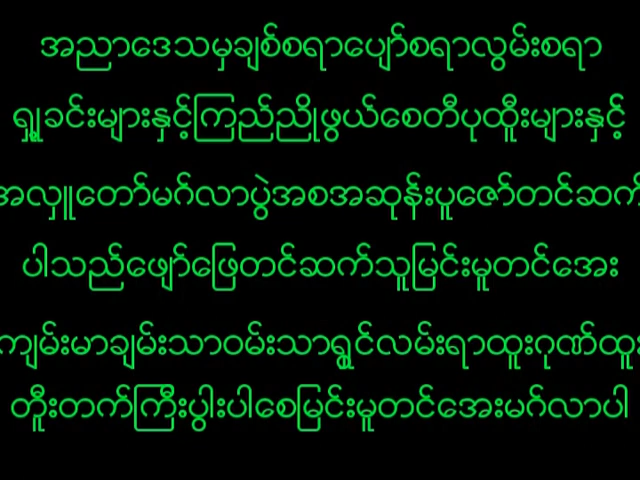 အညာဒေသမှချစ်စရာပျော်စရာလွမ်းစရာ
ရှုခင်းများနှင့်ကြည်ညိုဖွယ်စေတီပုထိူးများနှင့်
အလှူတော်မဂ်လာပွဲအစအဆုန်းပူဇော်တင်ဆက်
ပါသည်ဖျော်ဖြေတင်ဆက်သူမြင်းမူတင်အေး
ကျမ်းမာချမ်းသာဝမ်းသာရွှင်လမ်းရာထူးဂုဏ်ထူး
တိူးတက်ကြီးပွါးပါစေမြင်းမူတင်အေးမဂ်လာပါ